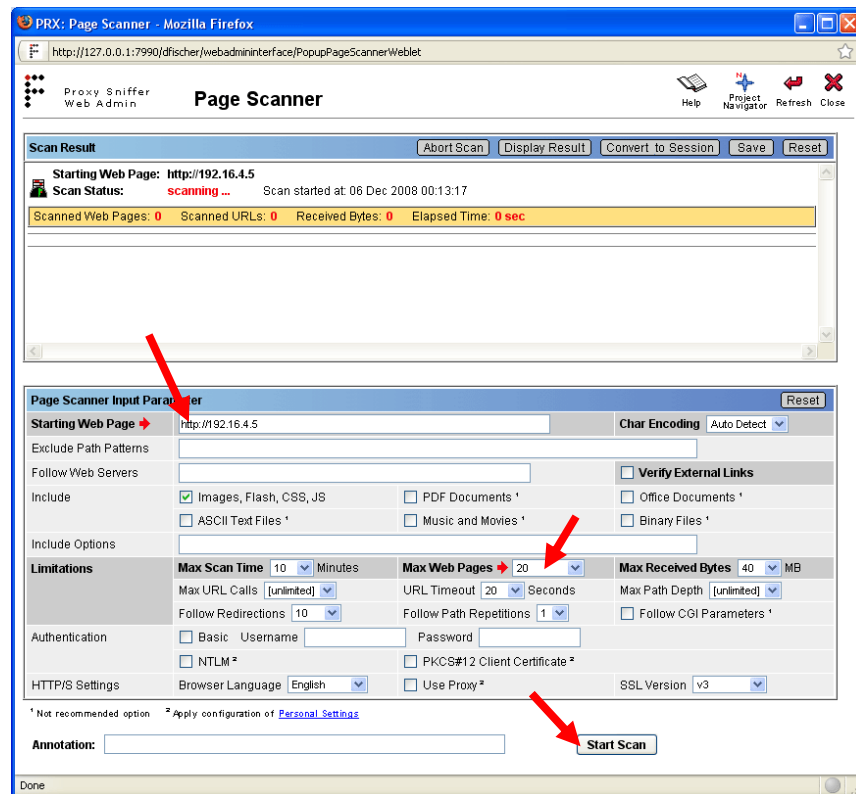 PRX: Page Scanner - Mozilla Firefox
http://127.0.0.1:7990/dfischer/webadmininterface/PopupPageScannerWeblet
Proxy Sniffer
Web Admin
Page Scanner
Help
Project Navigator
Refresh
Close
Scan Result Abort Scan Display Result Convert to Session Save Reset
Starting Web Page: http://192.16.4.5
Scan Status: scanning ... Scan started at: 06 Dec 2008 00:13:17
Scanned Web Pages: 0 Scanned URLs: 0 Received Bytes: 0 Elapsed Time: 0 sec
Page Scanner Input Parameter Reset
Starting Web Page http://192.16.4.5 Char Encoding Auto Detect
Exclude Path Patterns
Follow Web Servers Verify External Links
Include Images, Flash, CSS, JS PDF Documents ¹ Office Documents ¹
ASCII Text Files ¹ Music and Movies ¹ Binary Files ¹
Include Options
Limitations Max Scan Time 10 Minutes Max Web Pages 20 Max Received Bytes 40 MB
Max URL Calls [unlimited] URL Timeout 20 Seconds Max Path Depth [unlimited]
Follow Redirections 10 Follow Path Repetitions 1 Follow CGI Parameters ¹
Authentication Basic Username Password
NTLM ² PKCS#12 Client Certificate ²
HTTP/S Settings Browser Language English Use Proxy ² SSL Version v3
¹ Not recommended option ² Apply configuration of Personal Settings
Annotation: Start Scan
Done